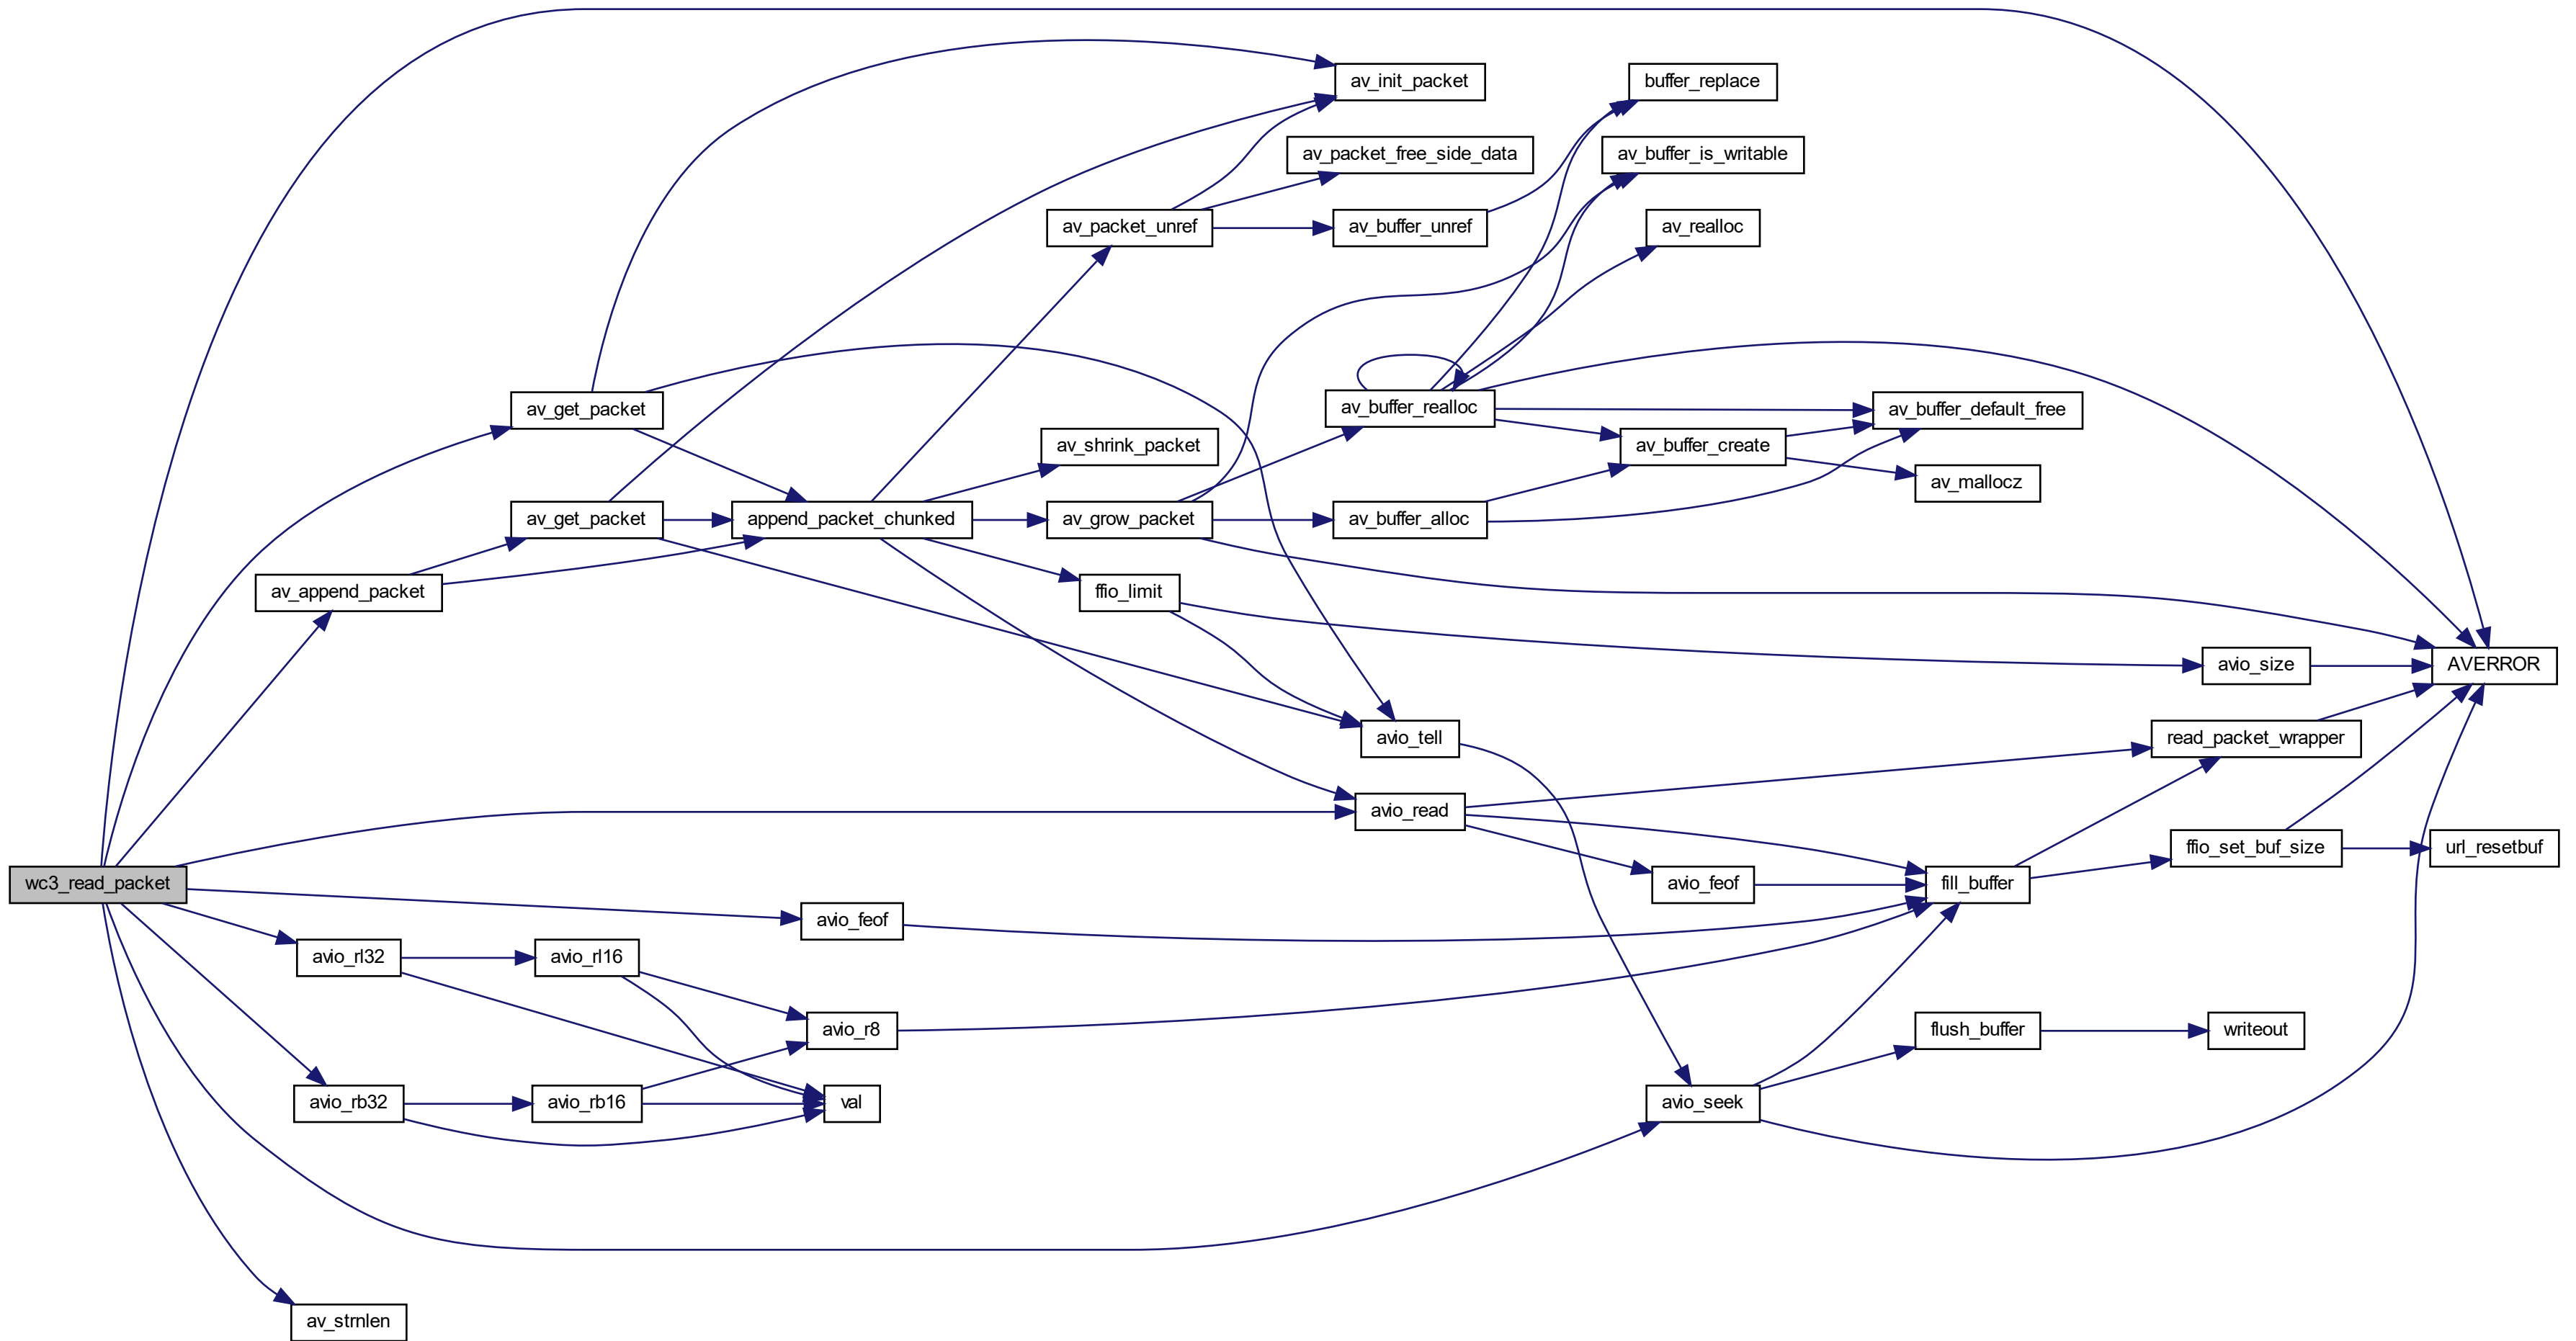 av_init_packet
buffer_replace
av_packet_free_side_data
av_buffer_is_writable
av_packet_unref
av_buffer_unref
av_realloc
av_get_packet
av_buffer_realloc
av_buffer_default_free
av_shrink_packet
av_buffer_create
av_mallocz
av_get_packet
append_packet_chunked
av_grow_packet
av_buffer_alloc
av_append_packet
ffio_limit
avio_size
AVERROR
avio_tell
read_packet_wrapper
avio_read
ffio_set_buf_size
url_resetbuf
wc3_read_packet
avio_feof
fill_buffer
avio_feof
avio_rl32
avio_rl16
avio_r8
flush_buffer
writeout
avio_rb32
avio_rb16
val
avio_seek
av_strnlen